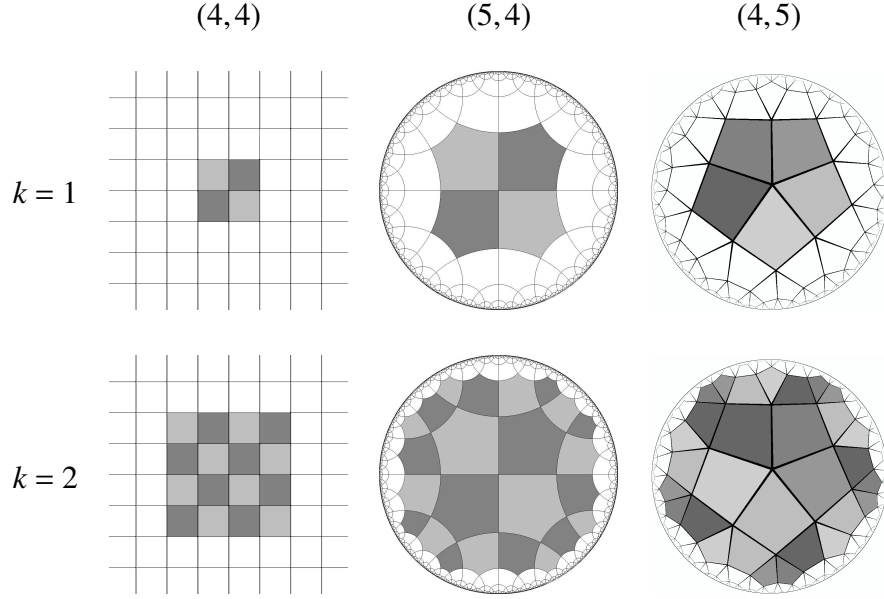 (4, 4) (5, 4) (4, 5)
k = 1
k = 2